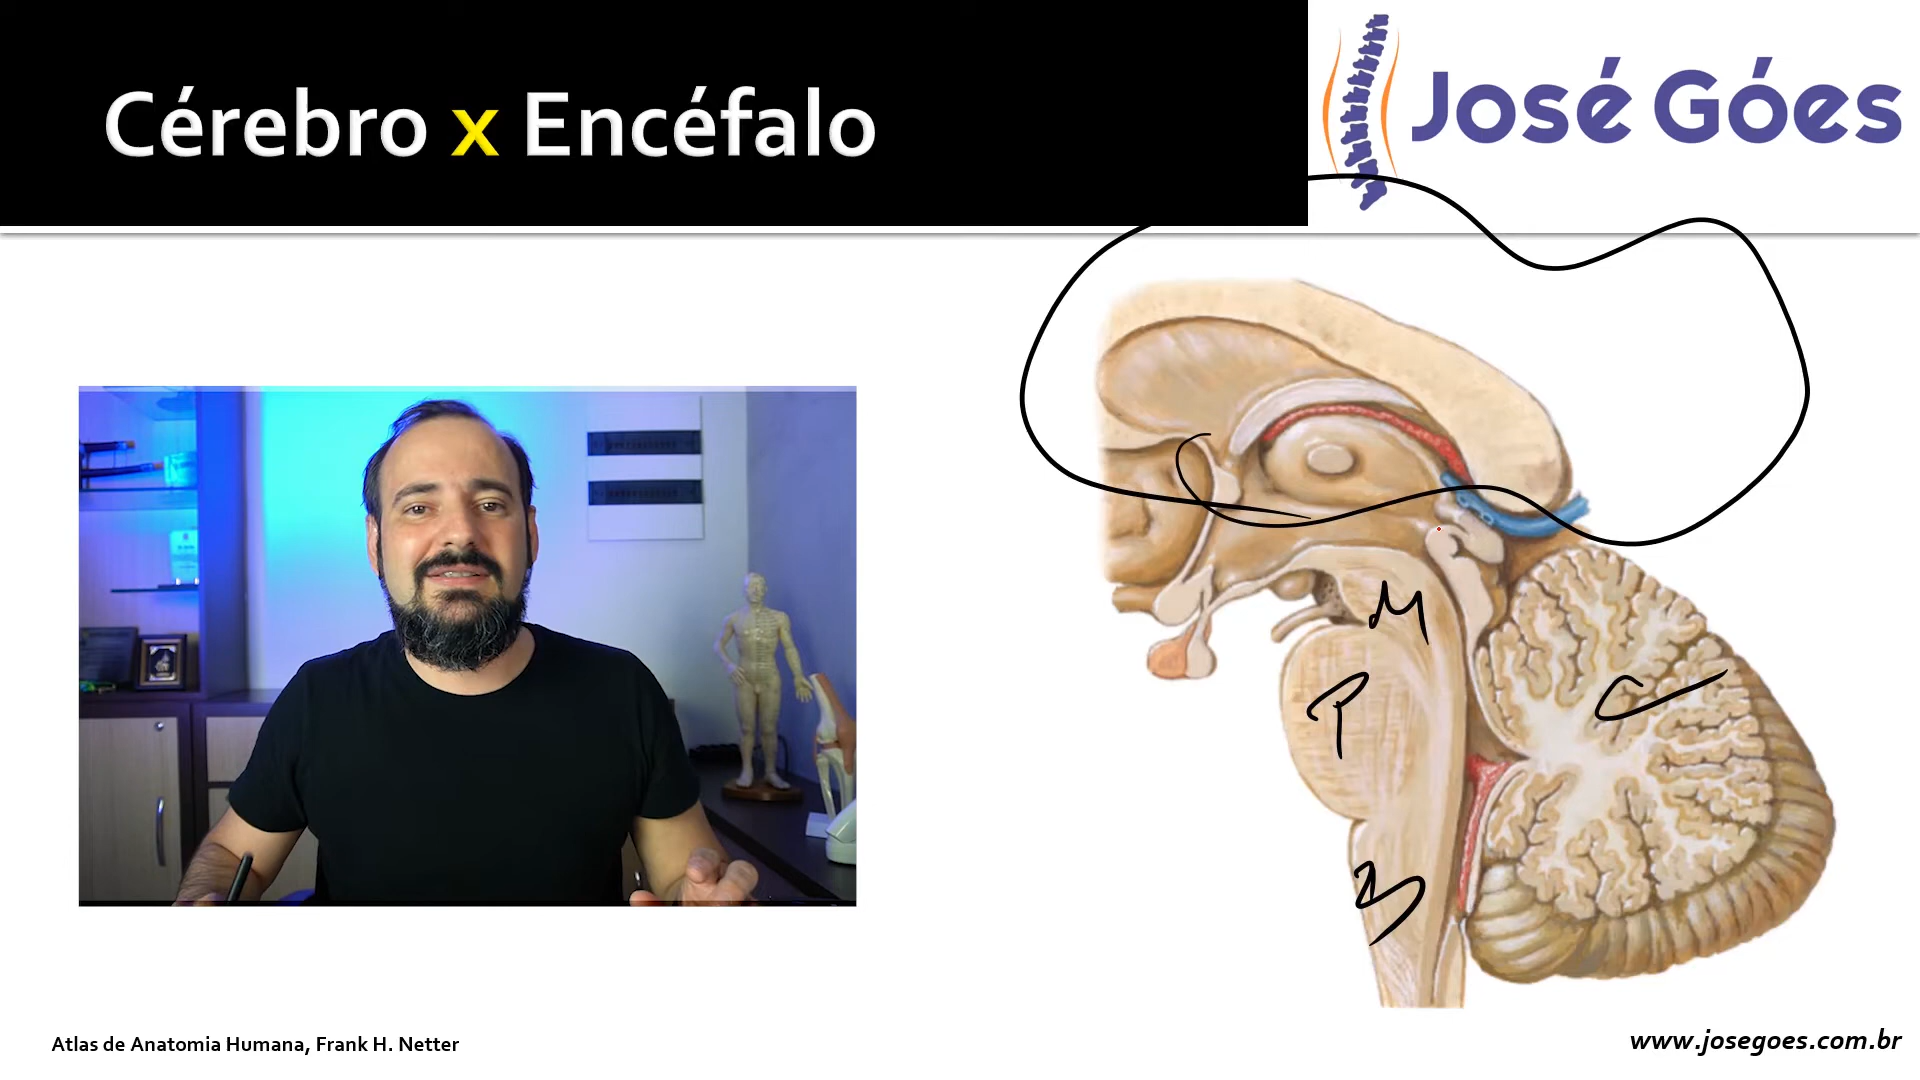 Cérebro x Encéfalo
José Góes
M
P
C
B
Atlas de Anatomia Humana, Frank H. Netter
www.josegoes.com.br